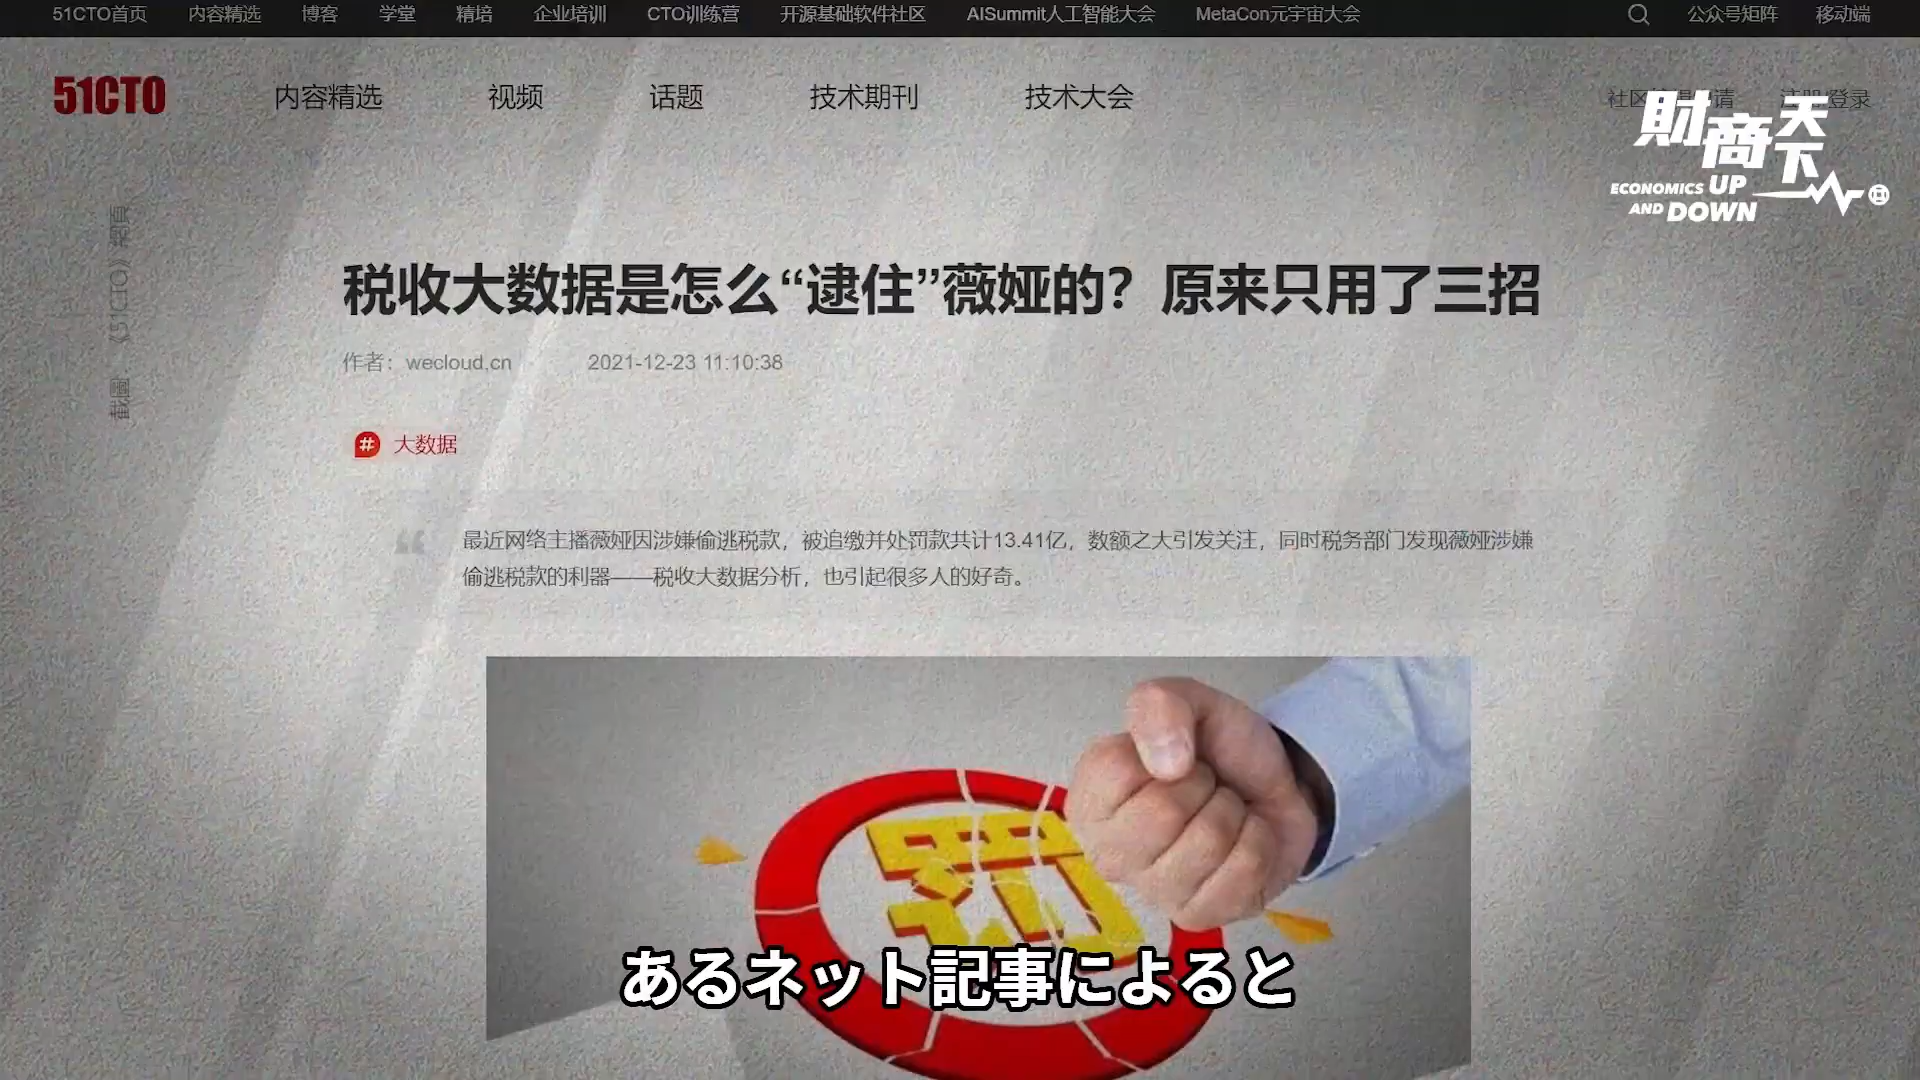 51CTO首页 内容精选 博客 学堂 精培 企业培训 CTO训练营 开源基础软件社区 AISummit人工智能大会 MetaCon元宇宙大会 公众号矩阵 移动端
51CTO 内容精选 视频 话题 技术期刊 技术大会 社区 请 登录
財商天下
ECONOMICS UP
AND DOWN
截圖:《51CTO》網頁
税收大数据是怎么“逮住”薇娅的？原来只用了三招
作者：wecloud.cn 2021-12-23 11:10:38
# 大数据
最近网络主播薇娅因涉嫌偷逃税款，被追缴并处罚款共计13.41亿，数额之大引发关注，同时税务部门发现薇娅涉嫌
偷逃税款的利器——税收大数据分析，也引起很多人的好奇。
罚
あるネット記事によると